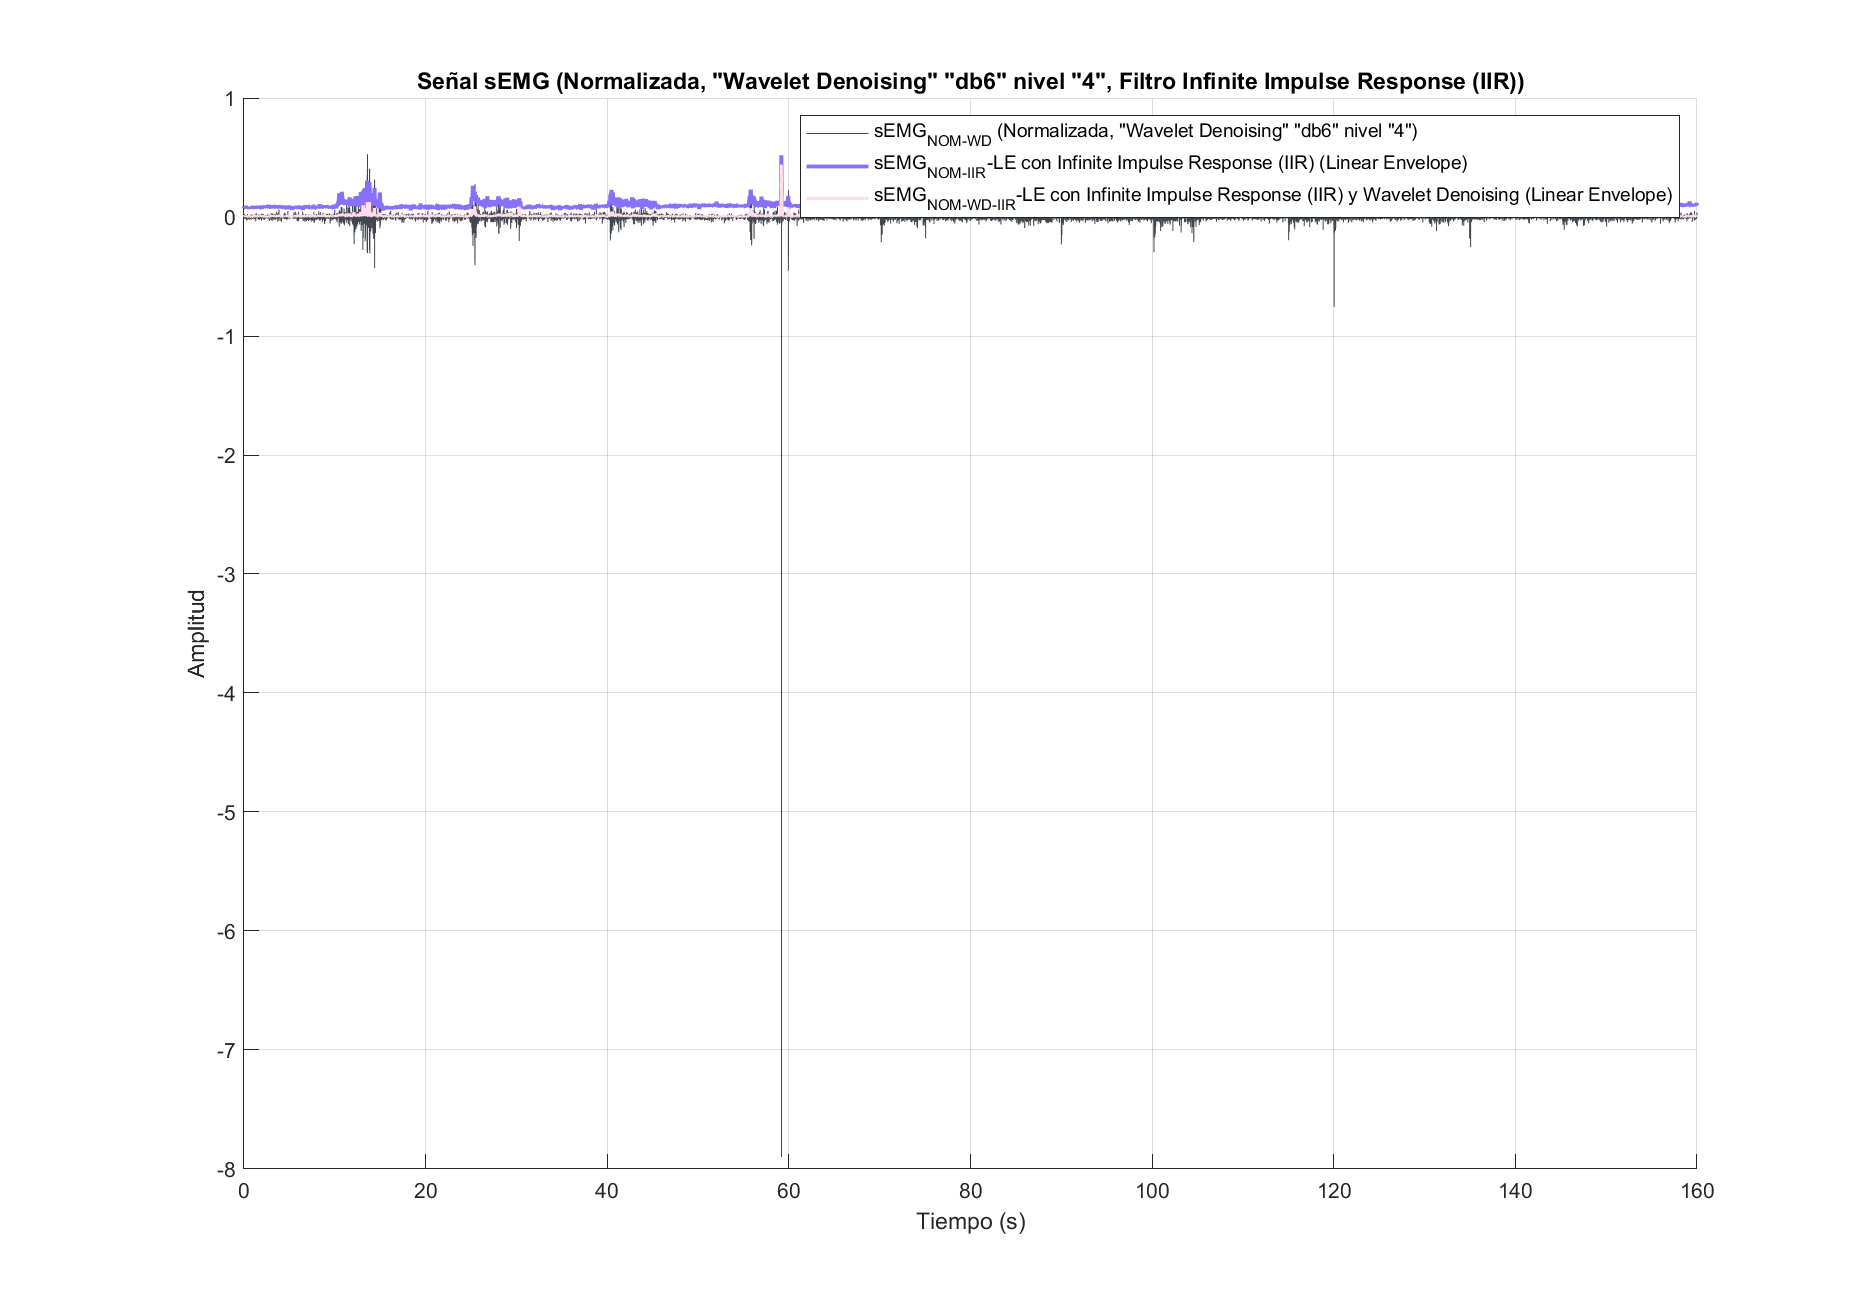 Señal sEMG (Normalizada, "Wavelet Denoising" "db6" nivel "4", Filtro Infinite Impulse Response (IIR))
sEMG_NOM-WD (Normalizada, "Wavelet Denoising" "db6" nivel "4")
sEMG_NOM-IIR-LE con Infinite Impulse Response (IIR) (Linear Envelope)
sEMG_NOM-WD-IIR-LE con Infinite Impulse Response (IIR) y Wavelet Denoising (Linear Envelope)
1
0
-1
-2
-3
-4
-5
-6
-7
-8
Amplitud
0 20 40 60 80 100 120 140 160
Tiempo (s)